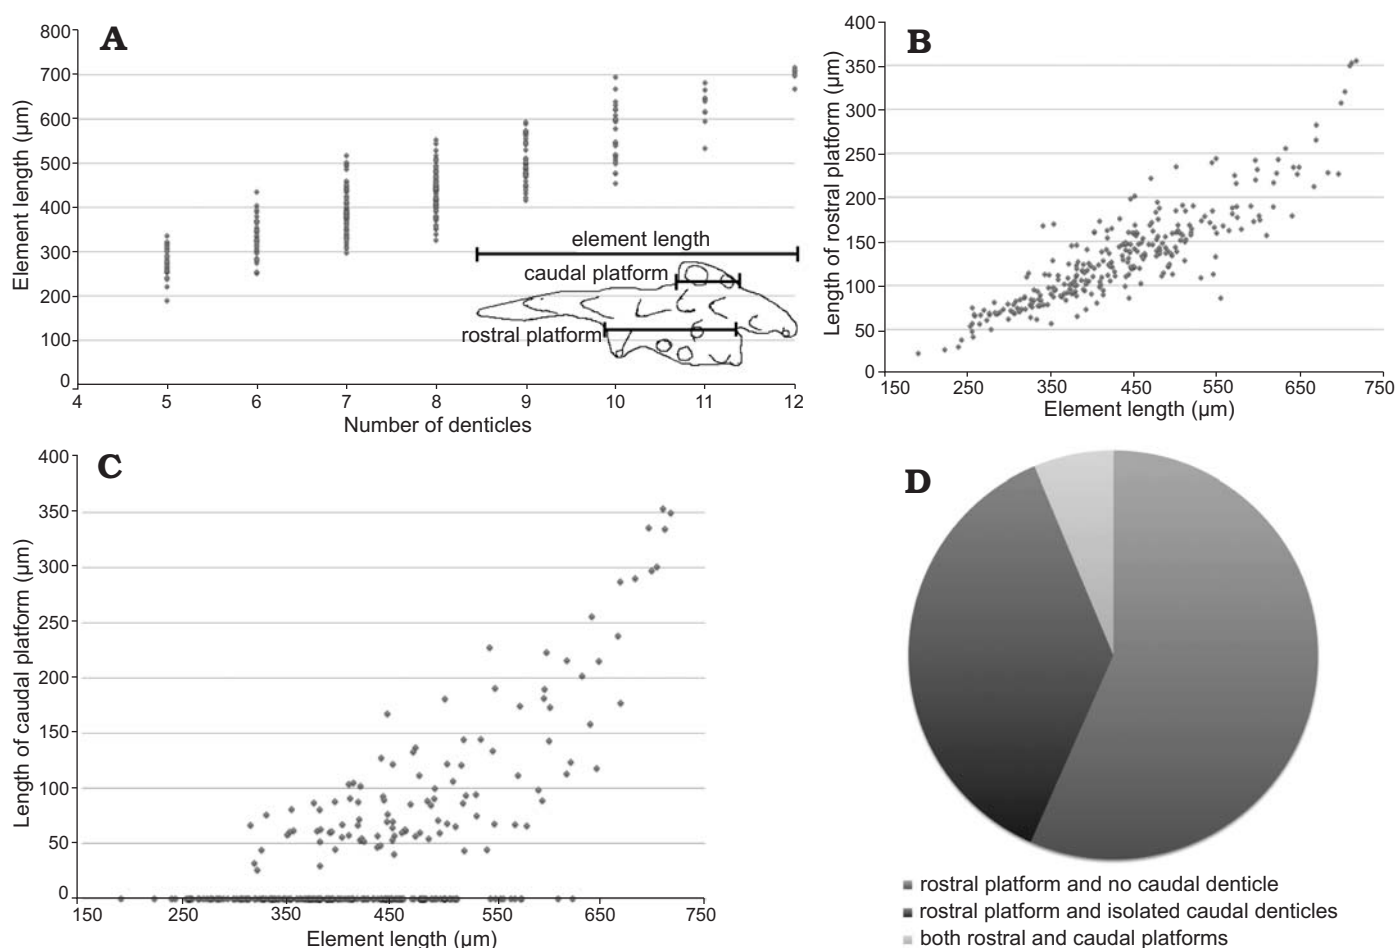 A
800
700
600
500
400
300
200
100
0
Element length (µm)
4 5 6 7 8 9 10 11 12
Number of denticles
element length
caudal platform
rostral platform
B
400
350
300
250
200
150
100
50
0
Length of rostral platform (µm)
150 250 350 450 550 650 750
Element length (µm)
C
400
350
300
250
200
150
100
50
0
Length of caudal platform (µm)
150 250 350 450 550 650 750
Element length (µm)
D
rostral platform and no caudal denticle
rostral platform and isolated caudal denticles
both rostral and caudal platforms